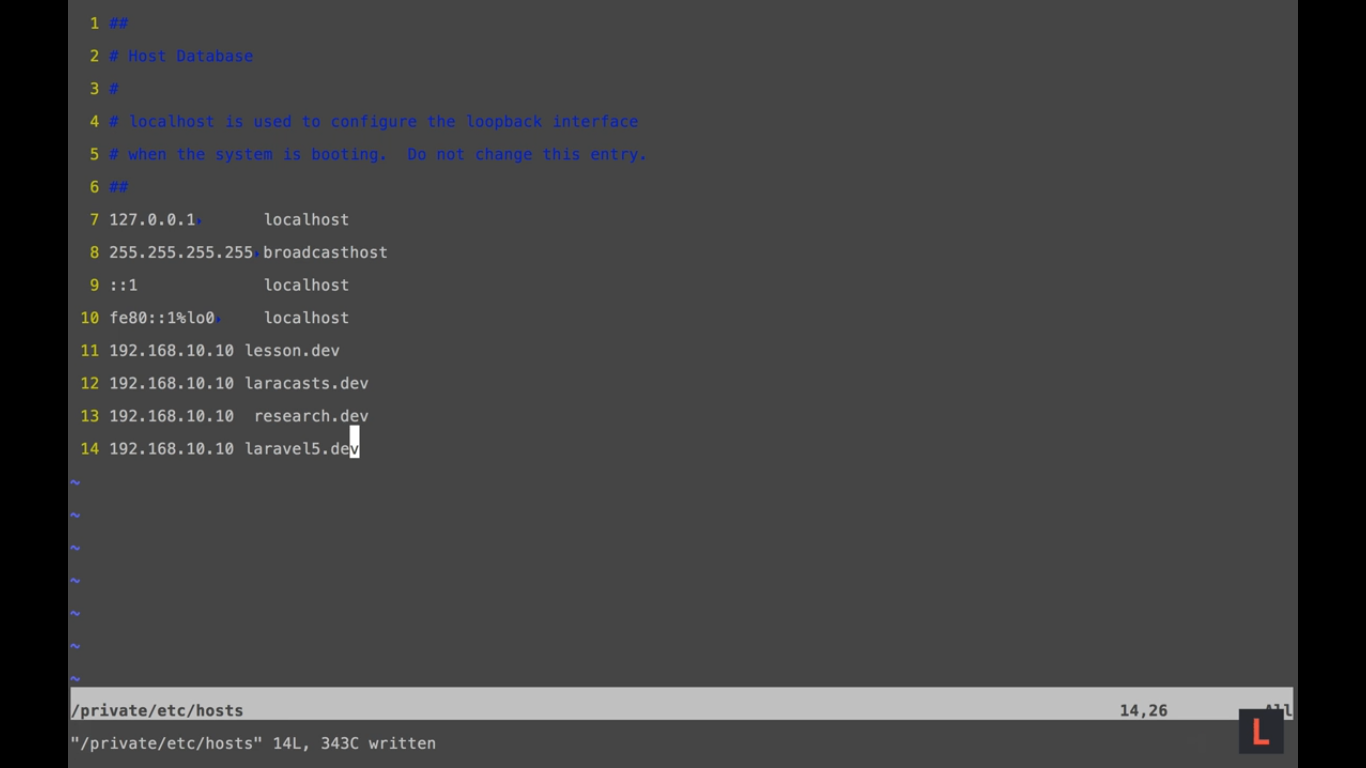 1 ##
2 # Host Database
3 #
4 # localhost is used to configure the loopback interface
5 # when the system is booting.  Do not change this entry.
6 ##
7 127.0.0.1       localhost
8 255.255.255.255 broadcasthost
9 ::1             localhost
10 fe80::1%lo0     localhost
11 192.168.10.10 lesson.dev
12 192.168.10.10 laracasts.dev
13 192.168.10.10  research.dev
14 192.168.10.10 laravel5.dev
~
~
~
~
~
~
~
/private/etc/hosts 14,26 All
L
"/private/etc/hosts" 14L, 343C written